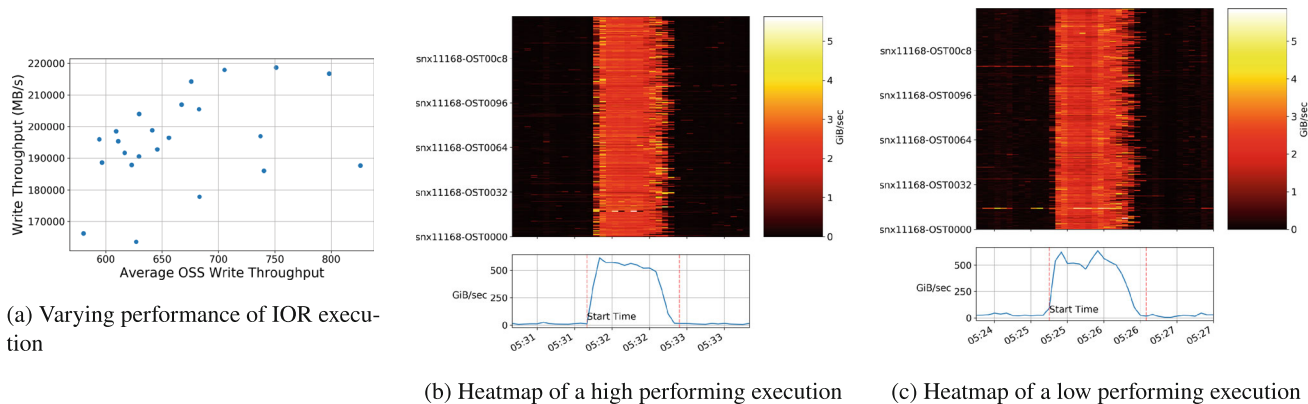 220000
210000
200000
190000
180000
170000
Write Throughput (MB/s)
600 650 700 750 800
Average OSS Write Throughput
(a) Varying performance of IOR execu-
tion
snx11168-OST00c8
snx11168-OST0096
snx11168-OST0064
snx11168-OST0032
snx11168-OST0000
5
4
3
2
1
0
GiB/sec
500
250
0
GiB/sec
Start Time
05:31 05:31 05:32 05:32 05:33 05:33
(b) Heatmap of a high performing execution
snx11168-OST00c8
snx11168-OST0096
snx11168-OST0064
snx11168-OST0032
snx11168-OST0000
5
4
3
2
1
0
GiB/sec
500
250
0
GiB/sec
Start Time
05:24 05:25 05:25 05:26 05:26 05:27 05:27
(c) Heatmap of a low performing execution